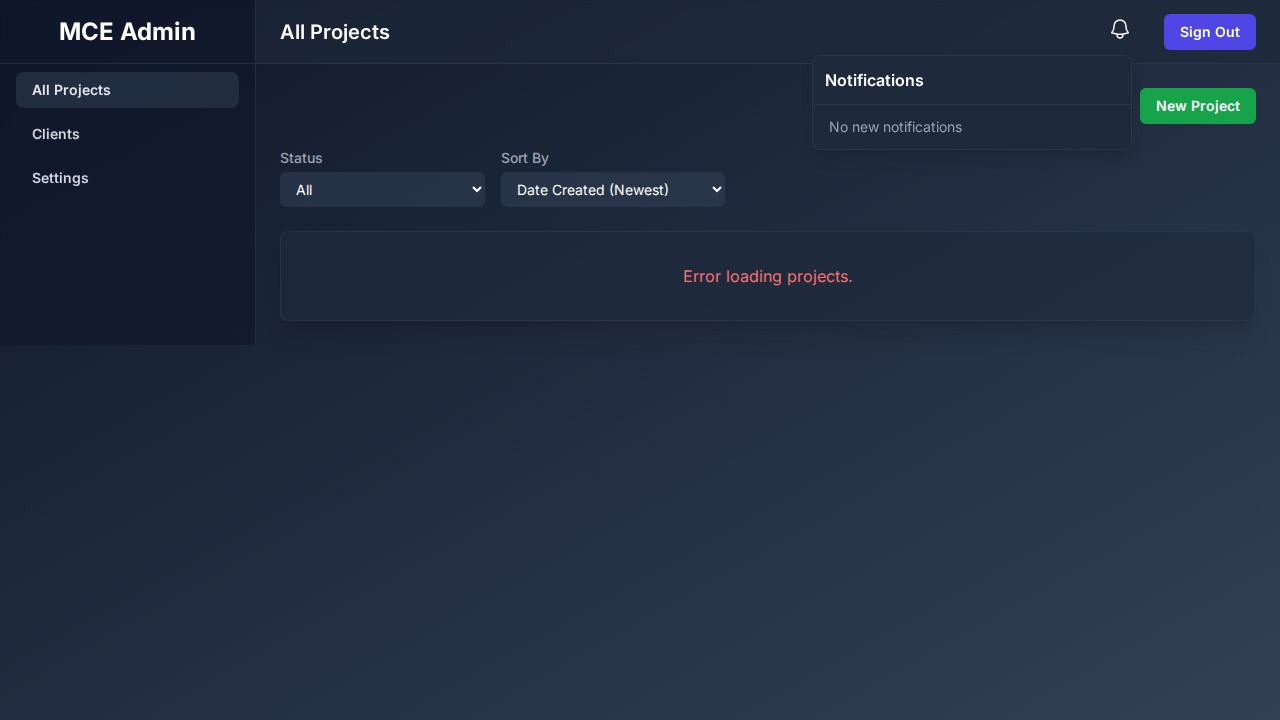 MCE Admin
All Projects
Clients
Settings
All Projects
Sign Out
Notifications
No new notifications
New Project
Status
All
Sort By
Date Created (Newest)
Error loading projects.